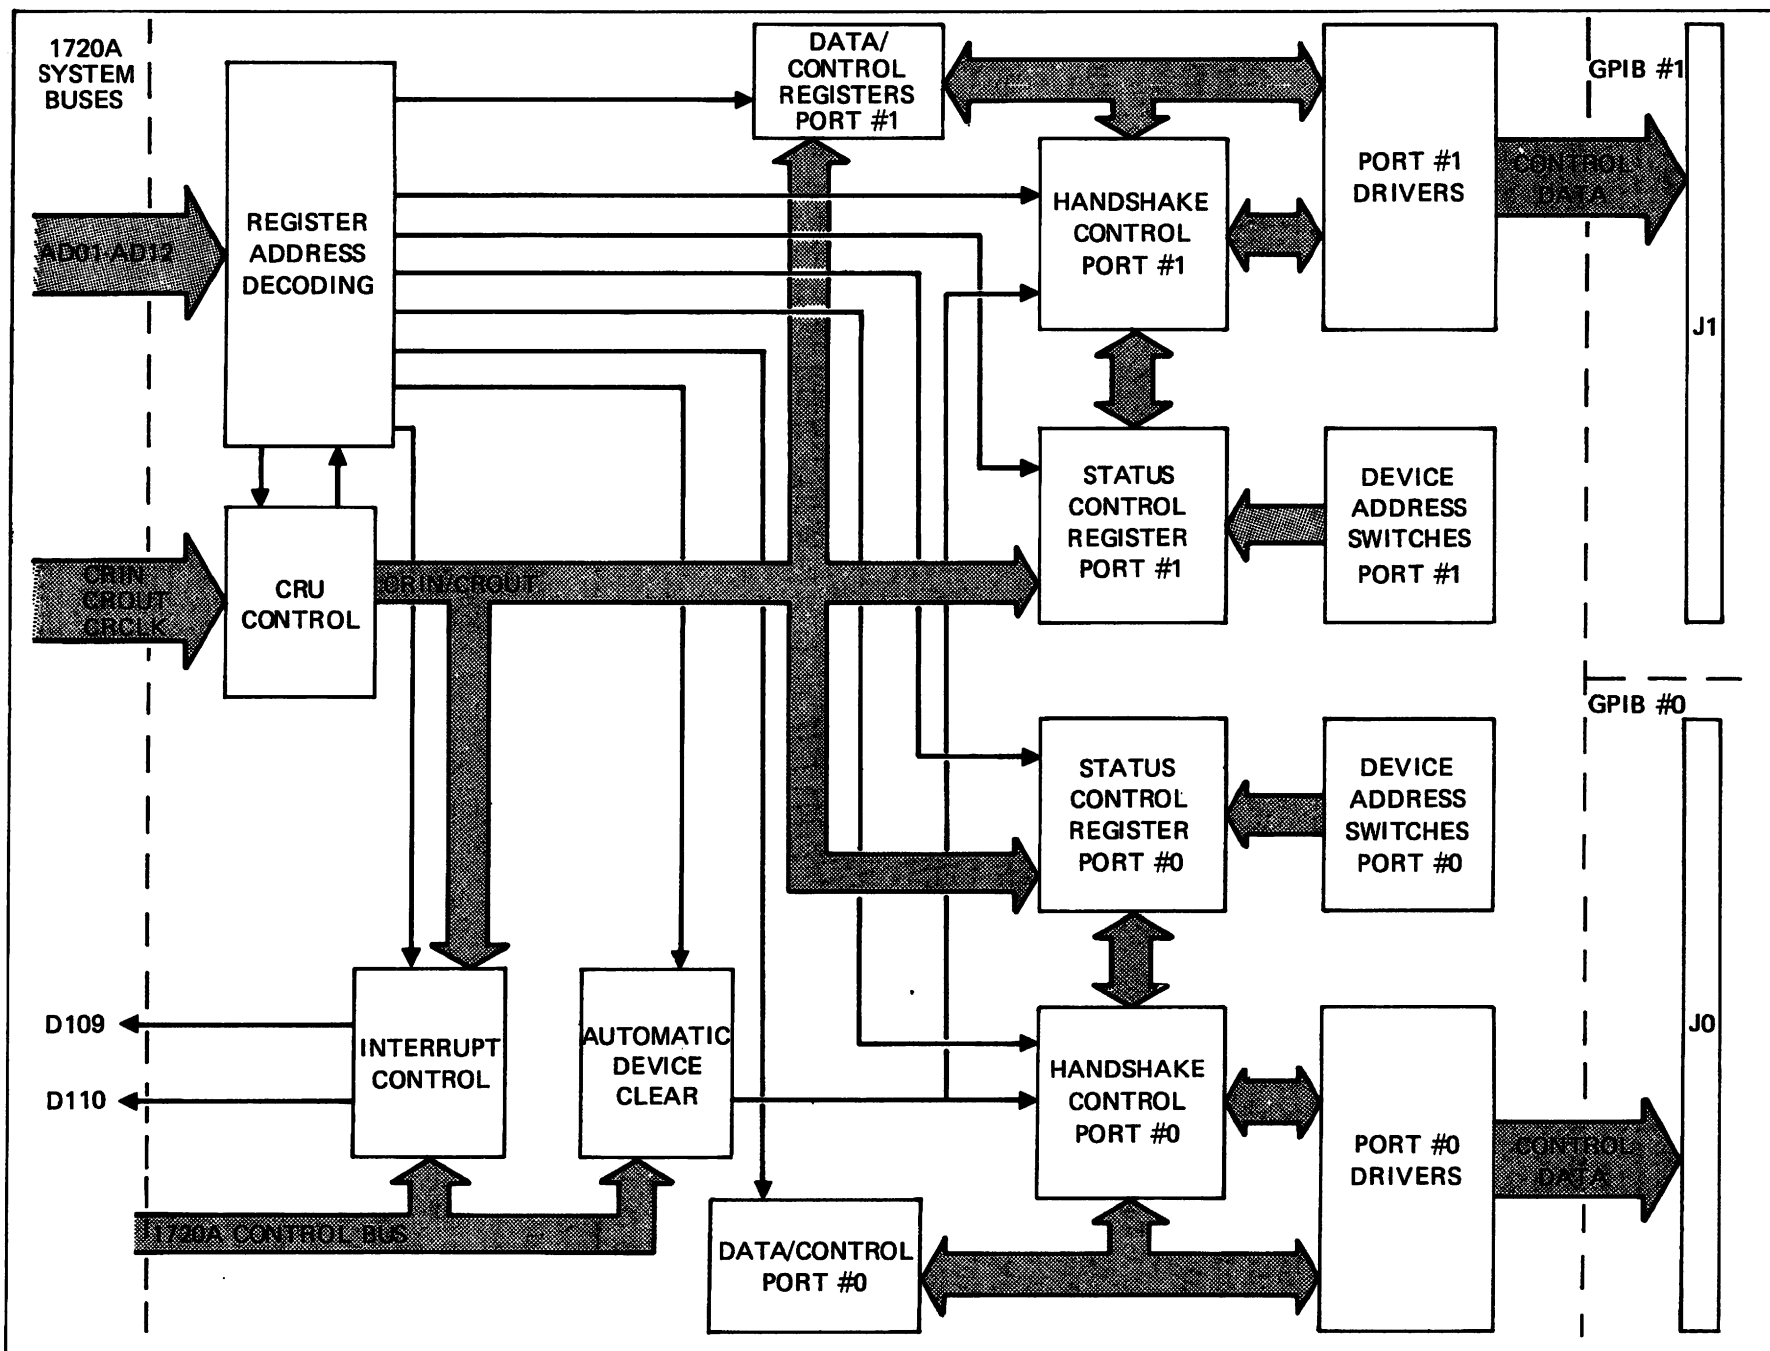 1720A
SYSTEM
BUSES
AD01-AD12
REGISTER
ADDRESS
DECODING
DATA/
CONTROL
REGISTERS
PORT #1
HANDSHAKE
CONTROL
PORT #1
PORT #1
DRIVERS
CONTROL
DATA
GPIB #1
J1
CRIN
CROUT
CRCLK
CRU
CONTROL
CRIN/CROUT
STATUS
CONTROL
REGISTER
PORT #1
DEVICE
ADDRESS
SWITCHES
PORT #1
GPIB #0
STATUS
CONTROL
REGISTER
PORT #0
DEVICE
ADDRESS
SWITCHES
PORT #0
D109
D110
INTERRUPT
CONTROL
AUTOMATIC
DEVICE
CLEAR
HANDSHAKE
CONTROL
PORT #0
PORT #0
DRIVERS
CONTROL
DATA
J0
1720A CONTROL BUS
DATA/CONTROL
PORT #0